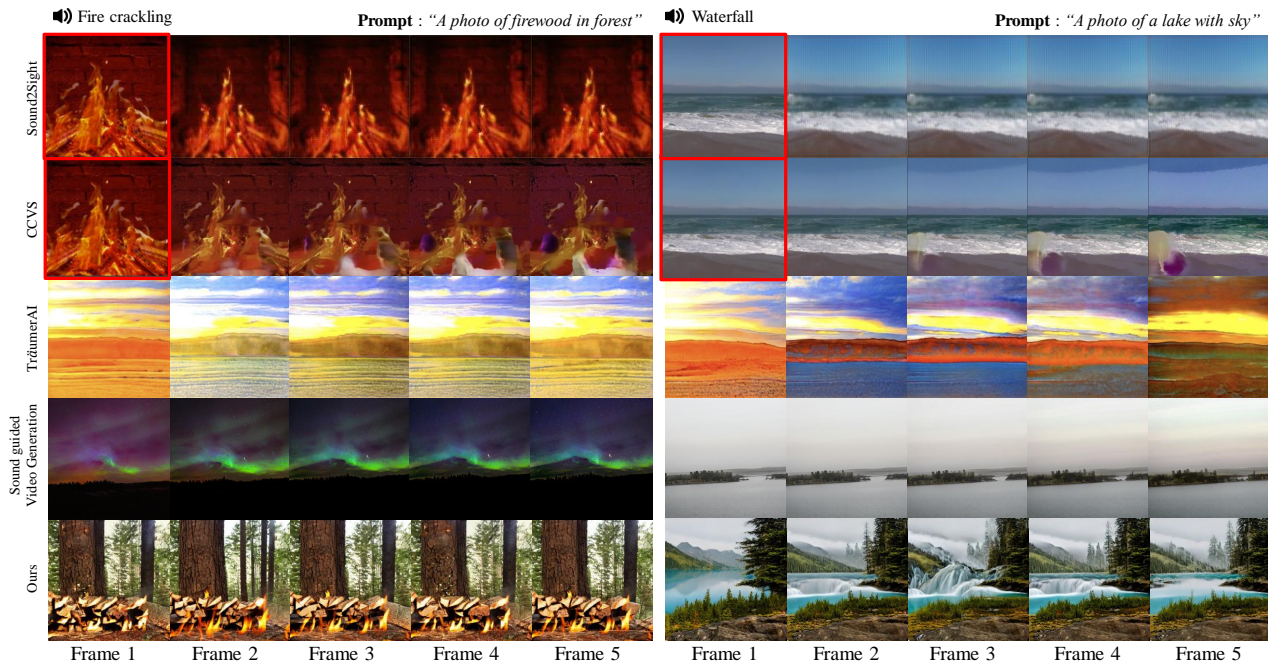 Fire crackling
Prompt : “A photo of firewood in forest”
Waterfall
Prompt : “A photo of a lake with sky”
Sound2Sight
CCVS
TräumerAI
Sound guided
Video Generation
Ours
Frame 1
Frame 2
Frame 3
Frame 4
Frame 5
Frame 1
Frame 2
Frame 3
Frame 4
Frame 5